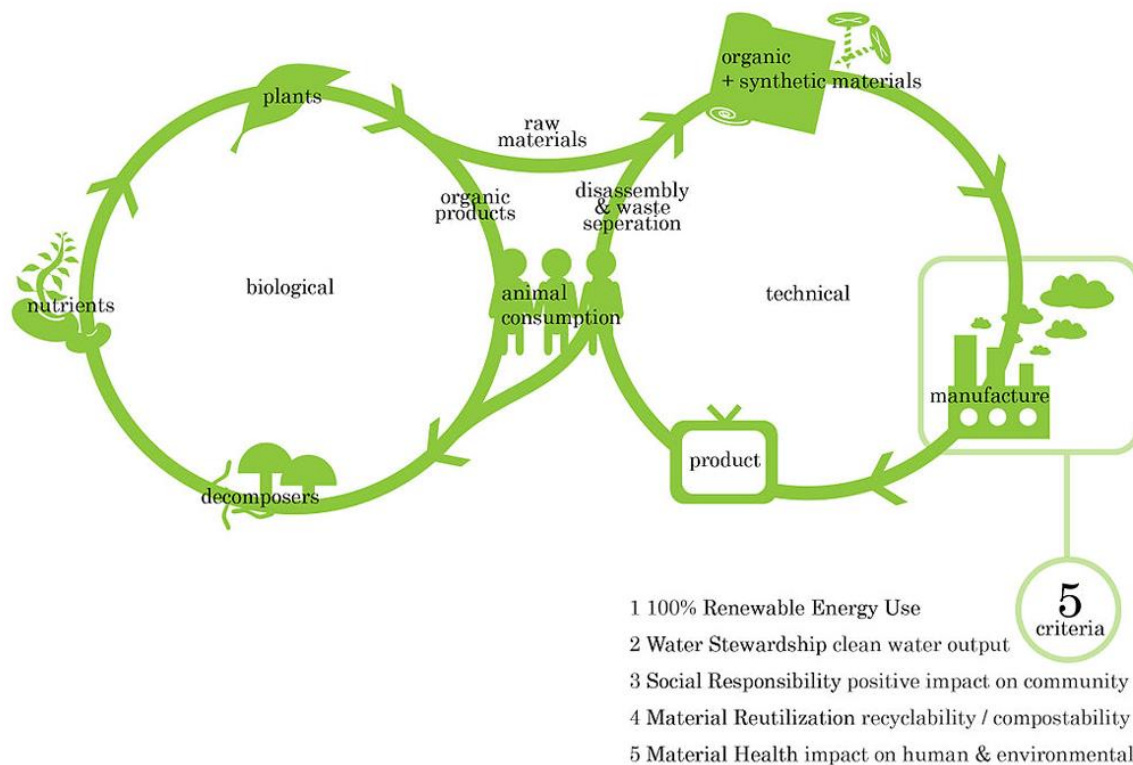 organic
+ synthetic materials
plants
raw
materials
organic
products
disassembly
& waste
seperation
biological
animal
consumption
technical
nutrients
manufacture
product
decomposers
5
criteria
1 100% Renewable Energy Use
2 Water Stewardship clean water output
3 Social Responsibility positive impact on community
4 Material Reutilization recyclability / compostability
5 Material Health impact on human & environmental